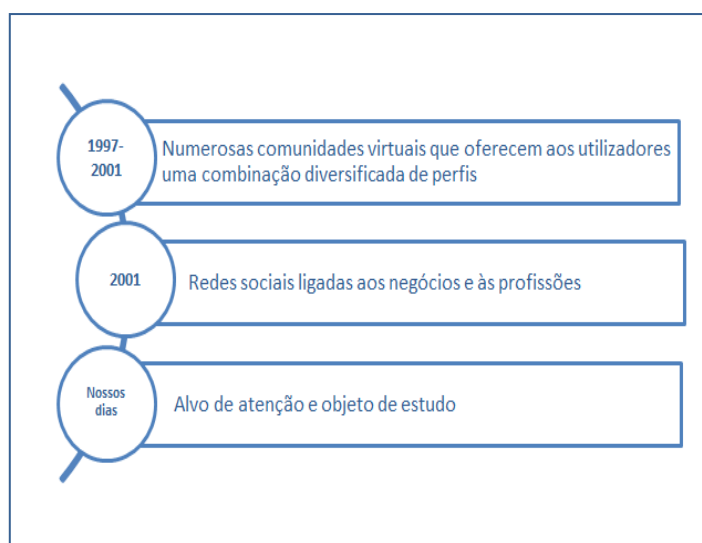 1997-
2001
Numerosas comunidades virtuais que oferecem aos utilizadores
uma combinação diversificada de perfis
2001
Redes sociais ligadas aos negócios e às profissões
Nossos
dias
Alvo de atenção e objeto de estudo